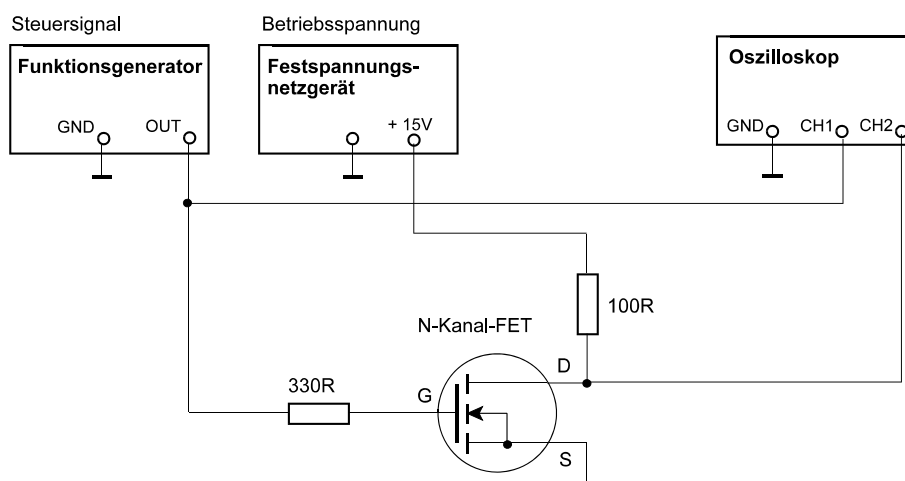 Steuersignal
Betriebsspannung
Funktionsgenerator
GND
OUT
Festspannungs-
netzgerät
+ 15V
Oszilloskop
GND
CH1
CH2
100R
N-Kanal-FET
D
330R
G
S